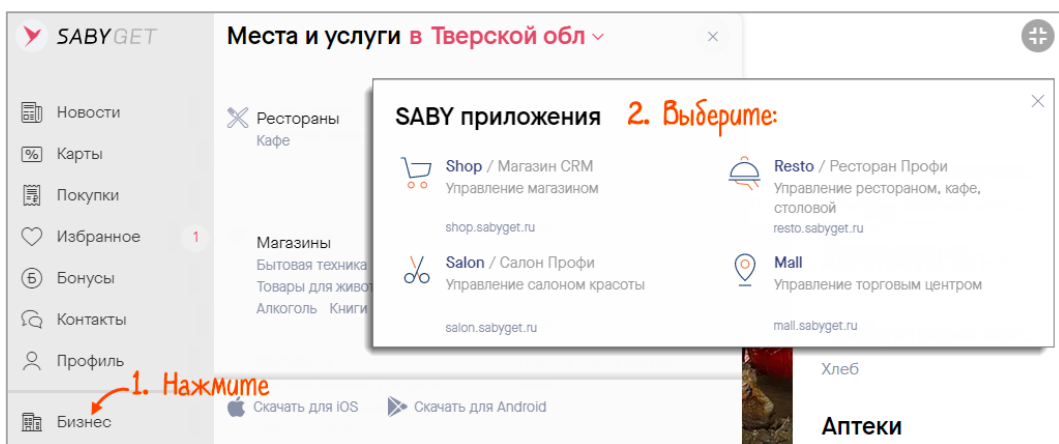 SABYGET
Новости
Карты
Покупки
Избранное 1
Бонусы
Контакты
Профиль
Бизнес
1. Нажмите
Места и услуги в Тверской обл
Рестораны
Кафе
Магазины
Бытовая техника
Товары для живот
Алкоголь Книги
Скачать для iOS Скачать для Android
SABY приложения
2. Выберите:
Shop / Магазин CRM
Управление магазином
shop.sabyget.ru
Resto / Ресторан Профи
Управление рестораном, кафе,
столовой
resto.sabyget.ru
Salon / Салон Профи
Управление салоном красоты
salon.sabyget.ru
Mall
Управление торговым центром
mall.sabyget.ru
Хлеб
Аптеки